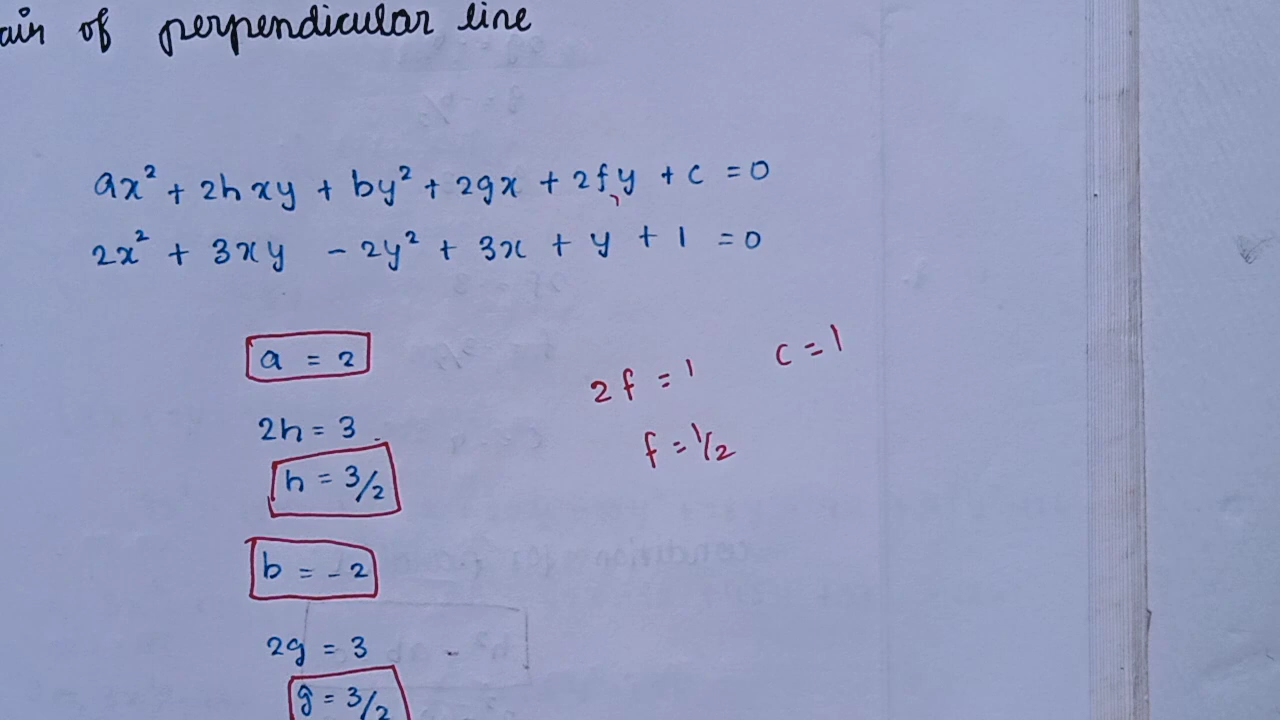 of perpendicular line
ax² + 2hxy + by² + 2gx + 2fy + c = 0
2x² + 3xy - 2y² + 3x + y + 1 = 0
a = 2
2h = 3
h = 3/2
b = -2
2g = 3
g = 3/2
2f = 1
f = 1/2
c = 1